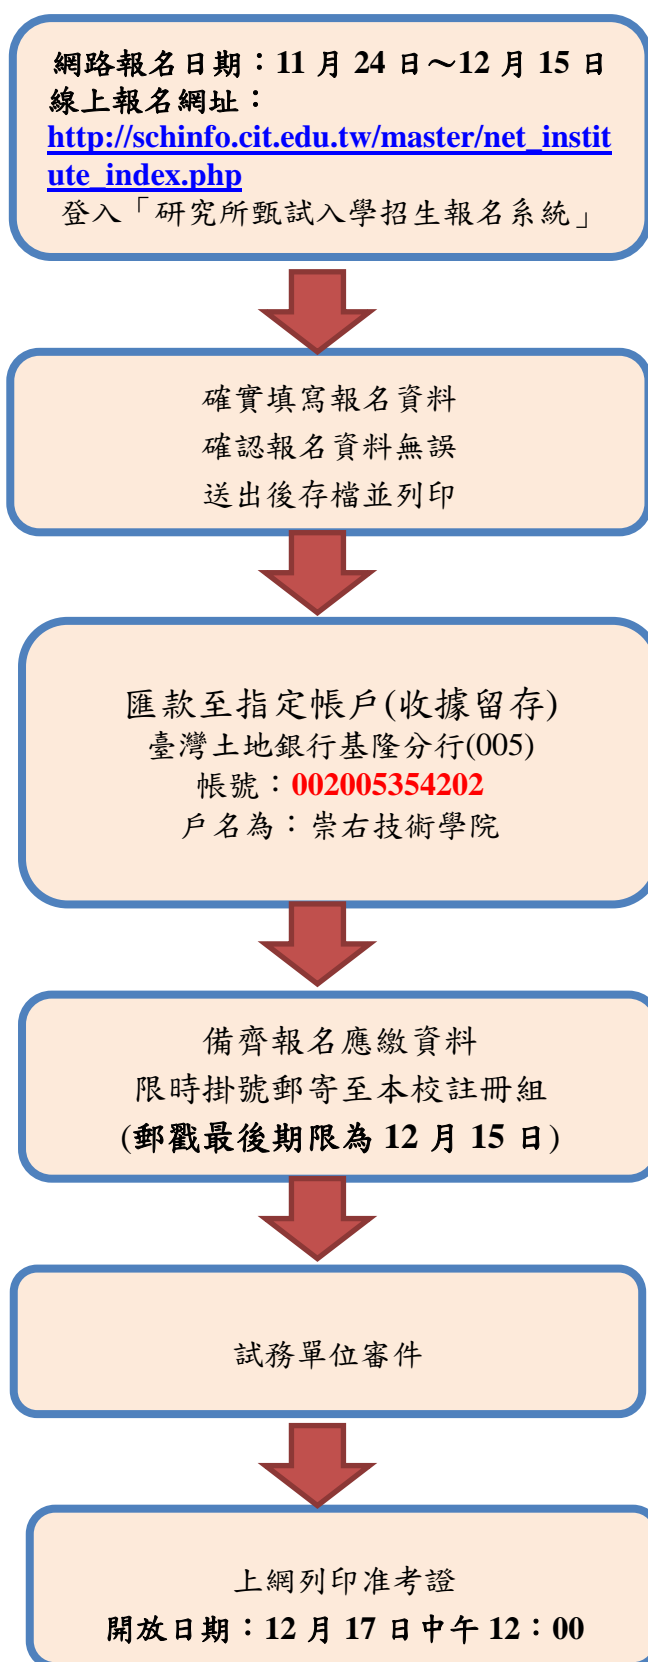 網路報名日期：11 月 24 日～12 月 15 日
線上報名網址：
http://schinfo.cit.edu.tw/master/net_instit
ute_index.php
登入「研究所甄試入學招生報名系統」
確實填寫報名資料
確認報名資料無誤
送出後存檔並列印
匯款至指定帳戶(收據留存)
臺灣土地銀行基隆分行(005)
帳號：002005354202
戶名為：崇右技術學院
備齊報名應繳資料
限時掛號郵寄至本校註冊組
(郵戳最後期限為 12 月 15 日)
試務單位審件
上網列印准考證
開放日期：12 月 17 日中午 12：00